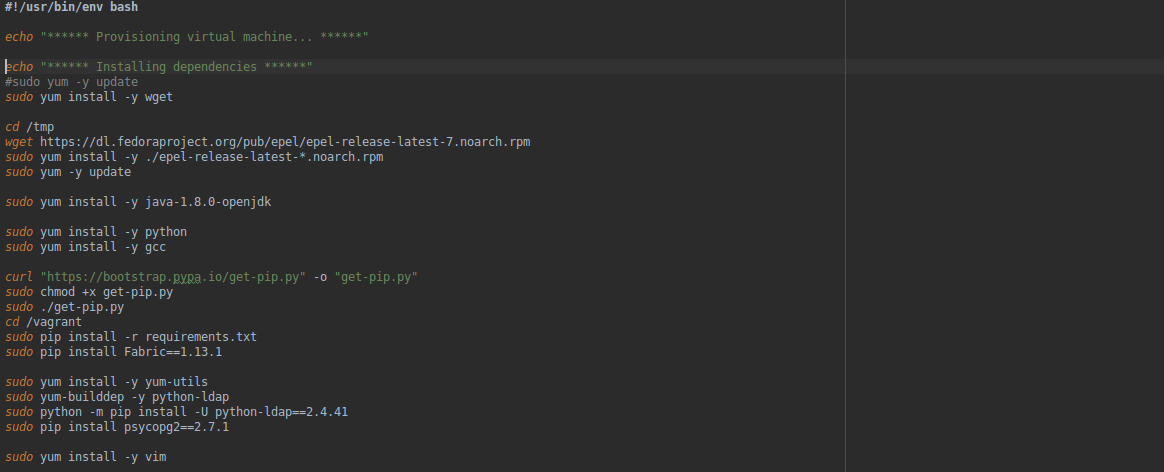 #!/usr/bin/env bash
echo "****** Provisioning virtual machine... ******"
echo "****** Installing dependencies ******"
#sudo yum -y update
sudo yum install -y wget
cd /tmp
wget https://dl.fedoraproject.org/pub/epel/epel-release-latest-7.noarch.rpm
sudo yum install -y ./epel-release-latest-*.noarch.rpm
sudo yum -y update
sudo yum install -y java-1.8.0-openjdk
sudo yum install -y python
sudo yum install -y gcc
curl "https://bootstrap.pypa.io/get-pip.py" -o "get-pip.py"
sudo chmod +x get-pip.py
sudo ./get-pip.py
cd /vagrant
sudo pip install -r requirements.txt
sudo pip install Fabric==1.13.1
sudo yum install -y yum-utils
sudo yum-builddep -y python-ldap
sudo python -m pip install -U python-ldap==2.4.41
sudo pip install psycopg2==2.7.1
sudo yum install -y vim